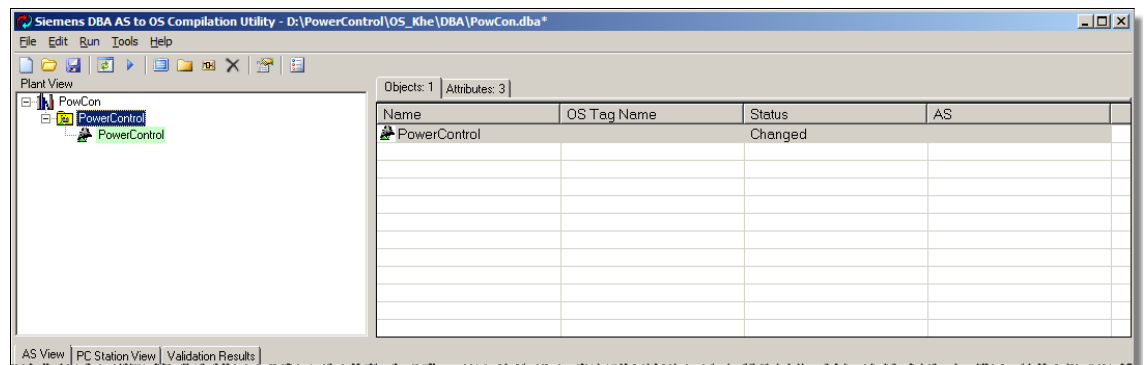 Siemens DBA AS to OS Compilation Utility - D:\PowerControl\OS_Khe\DBA\PowCon.dba*
File Edit Run Tools Help
Plant View
PowCon
PowerControl
PowerControl
Objects: 1 Attributes: 3
Name OS Tag Name Status AS
PowerControl Changed
AS View PC Station View Validation Results